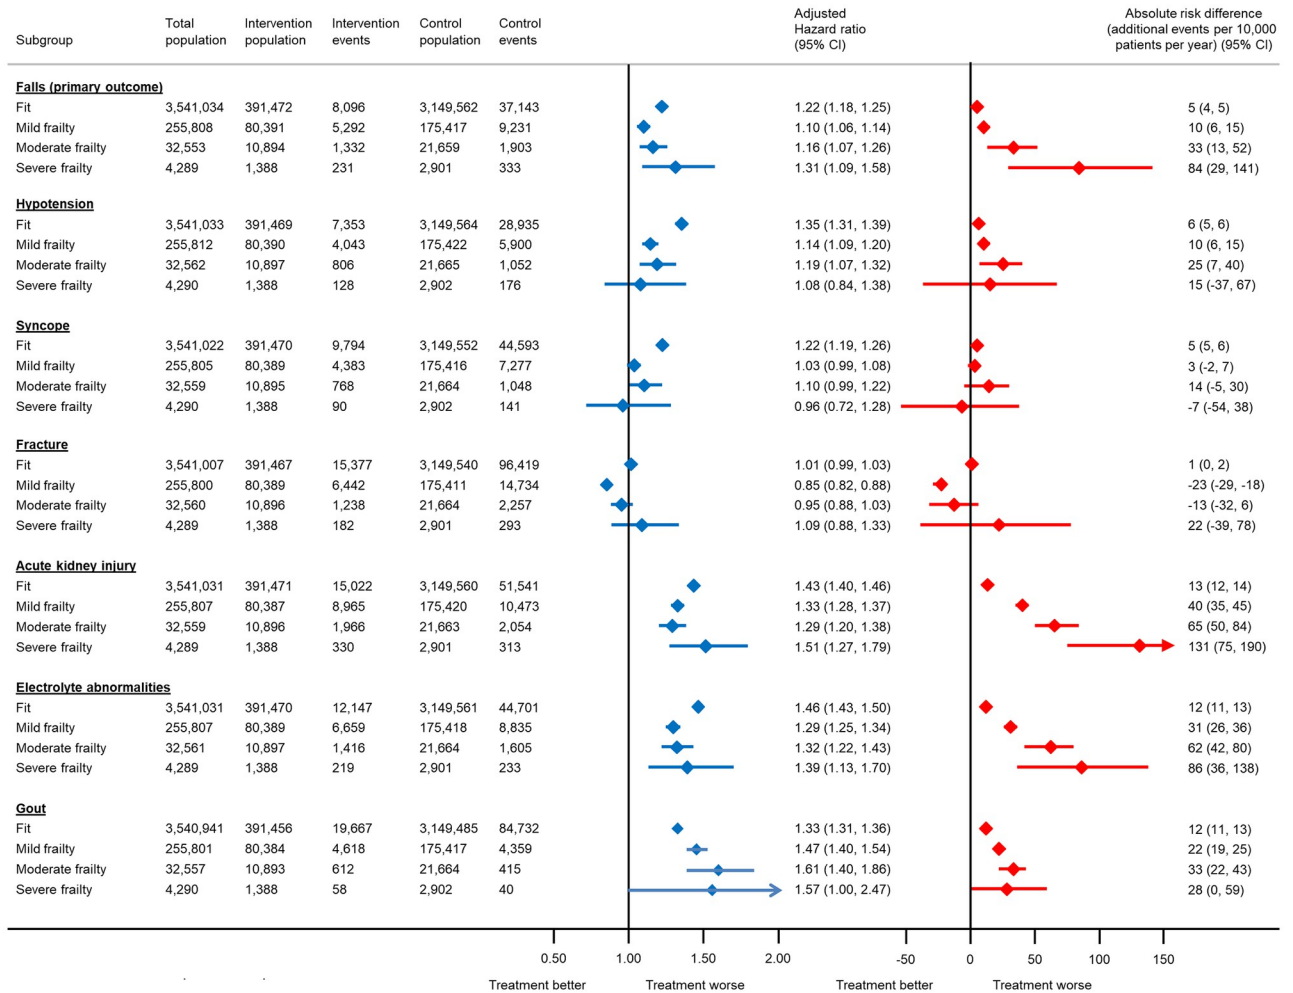 Subgroup Total population Intervention population Intervention events Control population Control events Adjusted Hazard ratio (95% CI) Absolute risk difference (additional events per 10,000 patients per year) (95% CI)
Falls (primary outcome)
Fit 3,541,034 391,472 8,096 3,149,562 37,143 1.22 (1.18, 1.25) 5 (4, 5)
Mild frailty 255,808 80,391 5,292 175,417 9,231 1.10 (1.06, 1.14) 10 (6, 15)
Moderate frailty 32,553 10,894 1,332 21,659 1,903 1.16 (1.07, 1.26) 33 (13, 52)
Severe frailty 4,289 1,388 231 2,901 333 1.31 (1.09, 1.58) 84 (29, 141)
Hypotension
Fit 3,541,033 391,469 7,353 3,149,564 28,935 1.35 (1.31, 1.39) 6 (5, 6)
Mild frailty 255,812 80,390 4,043 175,422 5,900 1.14 (1.09, 1.20) 10 (6, 15)
Moderate frailty 32,562 10,897 806 21,665 1,052 1.19 (1.07, 1.32) 25 (7, 40)
Severe frailty 4,290 1,388 128 2,902 176 1.08 (0.84, 1.38) 15 (-37, 67)
Syncope
Fit 3,541,022 391,470 9,794 3,149,552 44,593 1.22 (1.19, 1.26) 5 (5, 6)
Mild frailty 255,805 80,389 4,383 175,416 7,277 1.03 (0.99, 1.08) 3 (-2, 7)
Moderate frailty 32,559 10,895 768 21,664 1,048 1.10 (0.99, 1.22) 14 (-5, 30)
Severe frailty 4,290 1,388 90 2,902 141 0.96 (0.72, 1.28) -7 (-54, 38)
Fracture
Fit 3,541,007 391,467 15,377 3,149,540 96,419 1.01 (0.99, 1.03) 1 (0, 2)
Mild frailty 255,800 80,389 6,442 175,411 14,734 0.85 (0.82, 0.88) -23 (-29, -18)
Moderate frailty 32,560 10,896 1,238 21,664 2,257 0.95 (0.88, 1.03) -13 (-32, 6)
Severe frailty 4,289 1,388 182 2,901 293 1.09 (0.88, 1.33) 22 (-39, 78)
Acute kidney injury
Fit 3,541,031 391,471 15,022 3,149,560 51,541 1.43 (1.40, 1.46) 13 (12, 14)
Mild frailty 255,807 80,387 8,965 175,420 10,473 1.33 (1.28, 1.37) 40 (35, 45)
Moderate frailty 32,559 10,896 1,966 21,663 2,054 1.29 (1.20, 1.38) 65 (50, 84)
Severe frailty 4,289 1,388 330 2,901 313 1.51 (1.27, 1.79) 131 (75, 190)
Electrolyte abnormalities
Fit 3,541,031 391,470 12,147 3,149,561 44,701 1.46 (1.43, 1.50) 12 (11, 13)
Mild frailty 255,807 80,389 6,659 175,418 8,835 1.29 (1.25, 1.34) 31 (26, 36)
Moderate frailty 32,561 10,897 1,416 21,664 1,605 1.32 (1.22, 1.43) 62 (42, 80)
Severe frailty 4,289 1,388 219 2,901 233 1.39 (1.13, 1.70) 86 (36, 138)
Gout
Fit 3,540,941 391,456 19,667 3,149,485 84,732 1.33 (1.31, 1.36) 12 (11, 13)
Mild frailty 255,801 80,384 4,618 175,417 4,359 1.47 (1.40, 1.54) 22 (19, 25)
Moderate frailty 32,557 10,893 612 21,664 415 1.61 (1.40, 1.86) 33 (22, 43)
Severe frailty 4,290 1,388 58 2,902 40 1.57 (1.00, 2.47) 28 (0, 59)
0.50 1.00 1.50 2.00 -50 0 50 100 150
Treatment better Treatment worse Treatment better Treatment worse